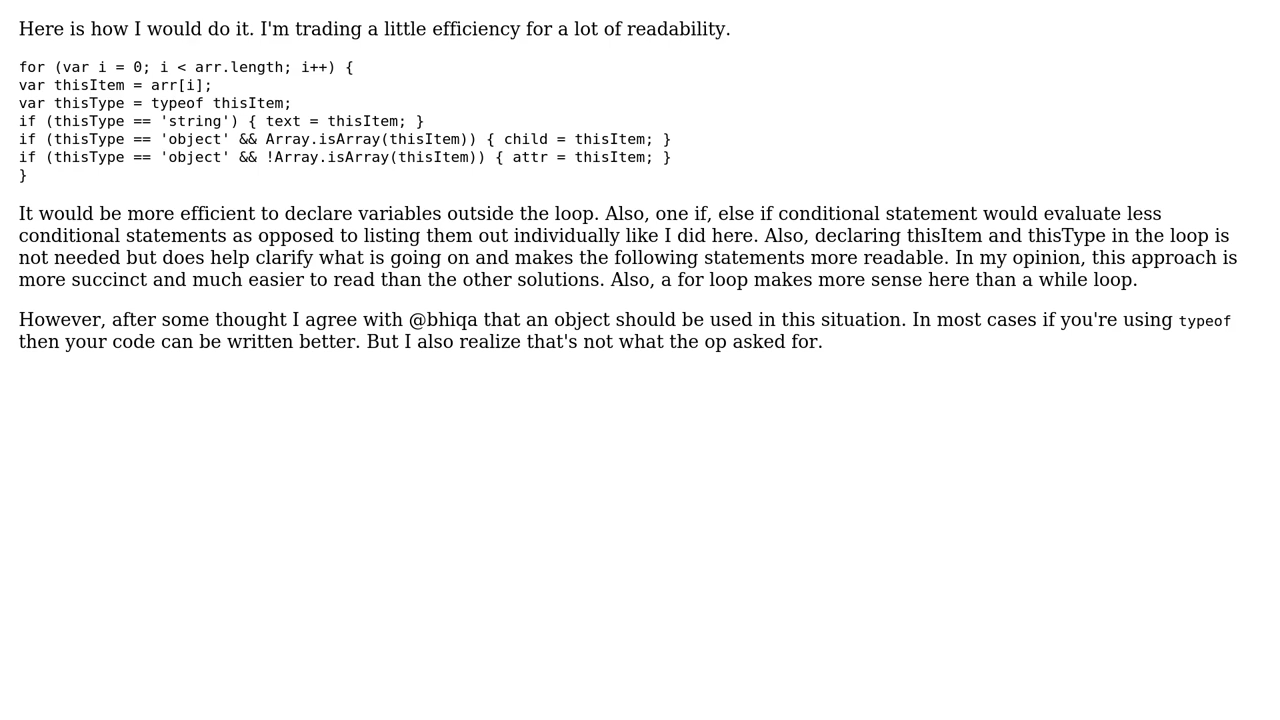 Here is how I would do it. I'm trading a little efficiency for a lot of readability.
for (var i = 0; i < arr.length; i++) {
var thisItem = arr[i];
var thisType = typeof thisItem;
if (thisType == 'string') { text = thisItem; }
if (thisType == 'object' && Array.isArray(thisItem)) { child = thisItem; }
if (thisType == 'object' && !Array.isArray(thisItem)) { attr = thisItem; }
}
It would be more efficient to declare variables outside the loop. Also, one if, else if conditional statement would evaluate less
conditional statements as opposed to listing them out individually like I did here. Also, declaring thisItem and thisType in the loop is
not needed but does help clarify what is going on and makes the following statements more readable. In my opinion, this approach is
more succinct and much easier to read than the other solutions. Also, a for loop makes more sense here than a while loop.
However, after some thought I agree with @bhiqa that an object should be used in this situation. In most cases if you're using typeof
then your code can be written better. But I also realize that's not what the op asked for.